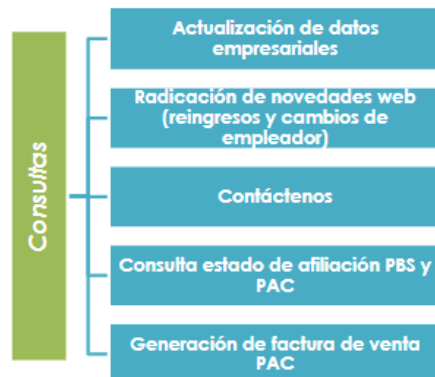 Consultas
Actualización de datos
empresariales
Radicación de novedades web
(reingresos y cambios de
empleador)
Contáctenos
Consulta estado de afiliación PBS y
PAC
Generación de factura de venta
PAC